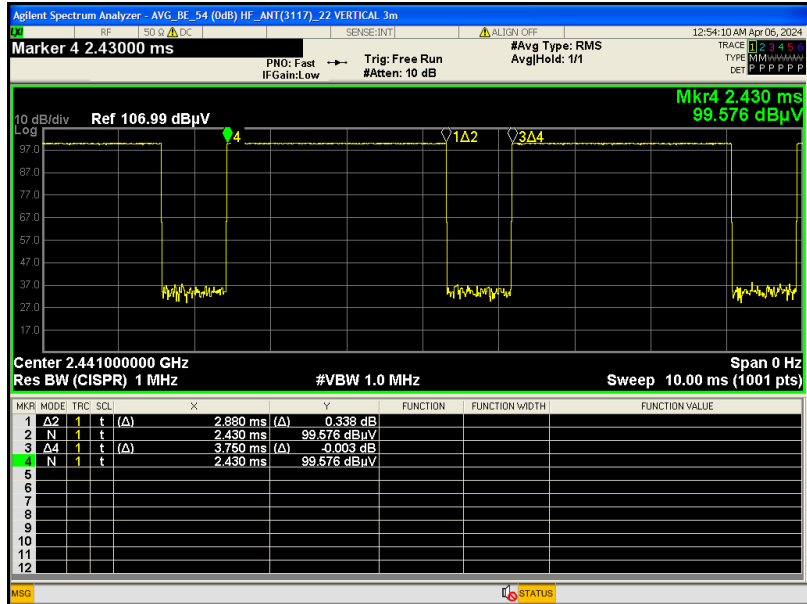 Agilent Spectrum Analyzer - AVG_BE_54 (0dB) HF_ANT(3117)_22 VERTICAL 3m
LXI RF 50 Ω DC SENSE:INT ALIGN OFF 12:54:10 AM Apr 06, 2024
Marker 4 2.43000 ms
PNO: Fast
IFGain:Low
Trig: Free Run
#Atten: 10 dB
#Avg Type: RMS
Avg|Hold: 1/1
TRACE 1 2 3 4 5 6
TYPE MMWWWWW
DET P P P P P P
Mkr4 2.430 ms
99.576 dBµV
10 dB/div Ref 106.99 dBµV
Log
4 1Δ2 3Δ4
97.0
87.0
77.0
67.0
57.0
47.0
37.0
27.0
17.0
Center 2.441000000 GHz Span 0 Hz
Res BW (CISPR) 1 MHz #VBW 1.0 MHz Sweep 10.00 ms (1001 pts)
MKR MODE TRC SCL X Y FUNCTION FUNCTION WIDTH FUNCTION VALUE
1 Δ2 1 t (Δ) 2.880 ms (Δ) 0.338 dB
2 N 1 t 2.430 ms 99.576 dBµV
3 Δ4 1 t (Δ) 3.750 ms (Δ) -0.003 dB
4 N 1 t 2.430 ms 99.576 dBµV
5
6
7
8
9
10
11
12
MSG STATUS